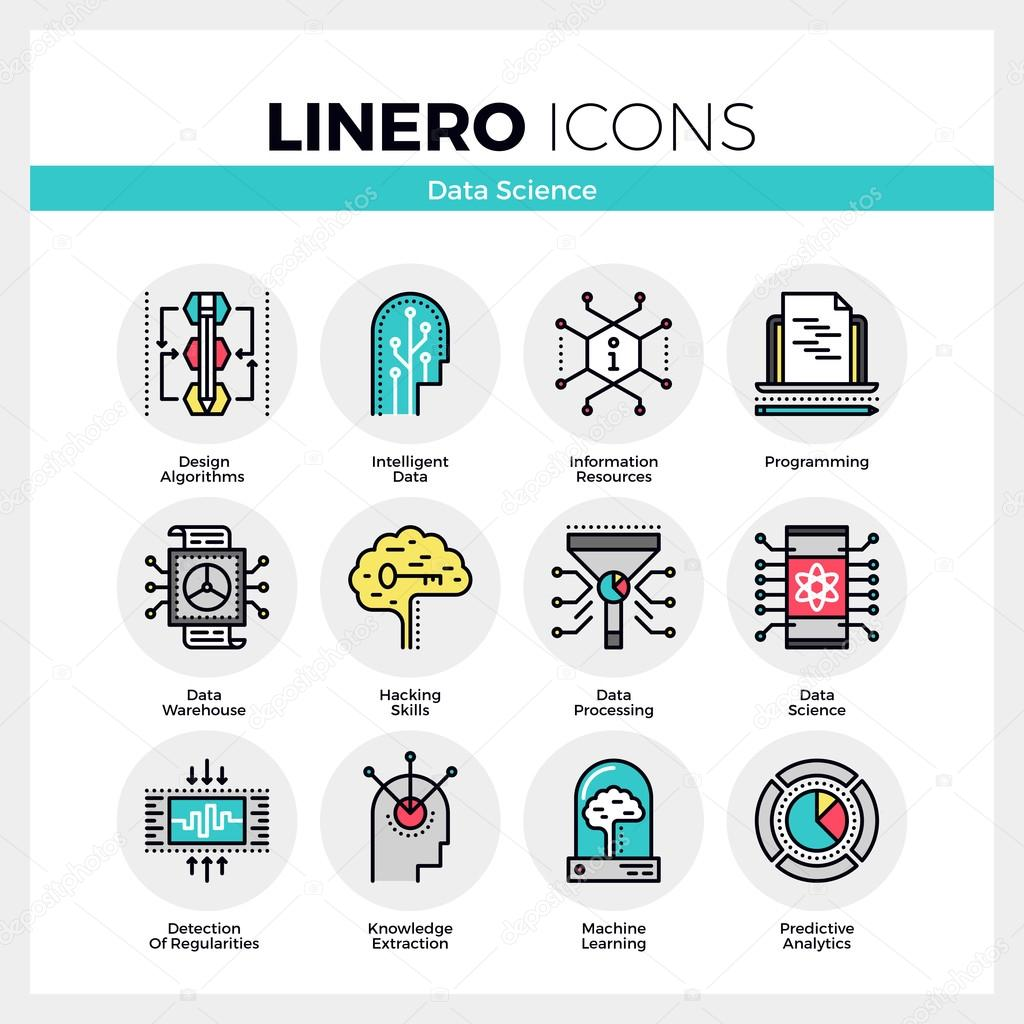 LINERO ICONS
Data Science
Design
Algorithms
Intelligent
Data
Information
Resources
Programming
Data
Warehouse
Hacking
Skills
Data
Processing
Data
Science
Detection
Of Regularities
Knowledge
Extraction
Machine
Learning
Predictive
Analytics
i
depositphotos